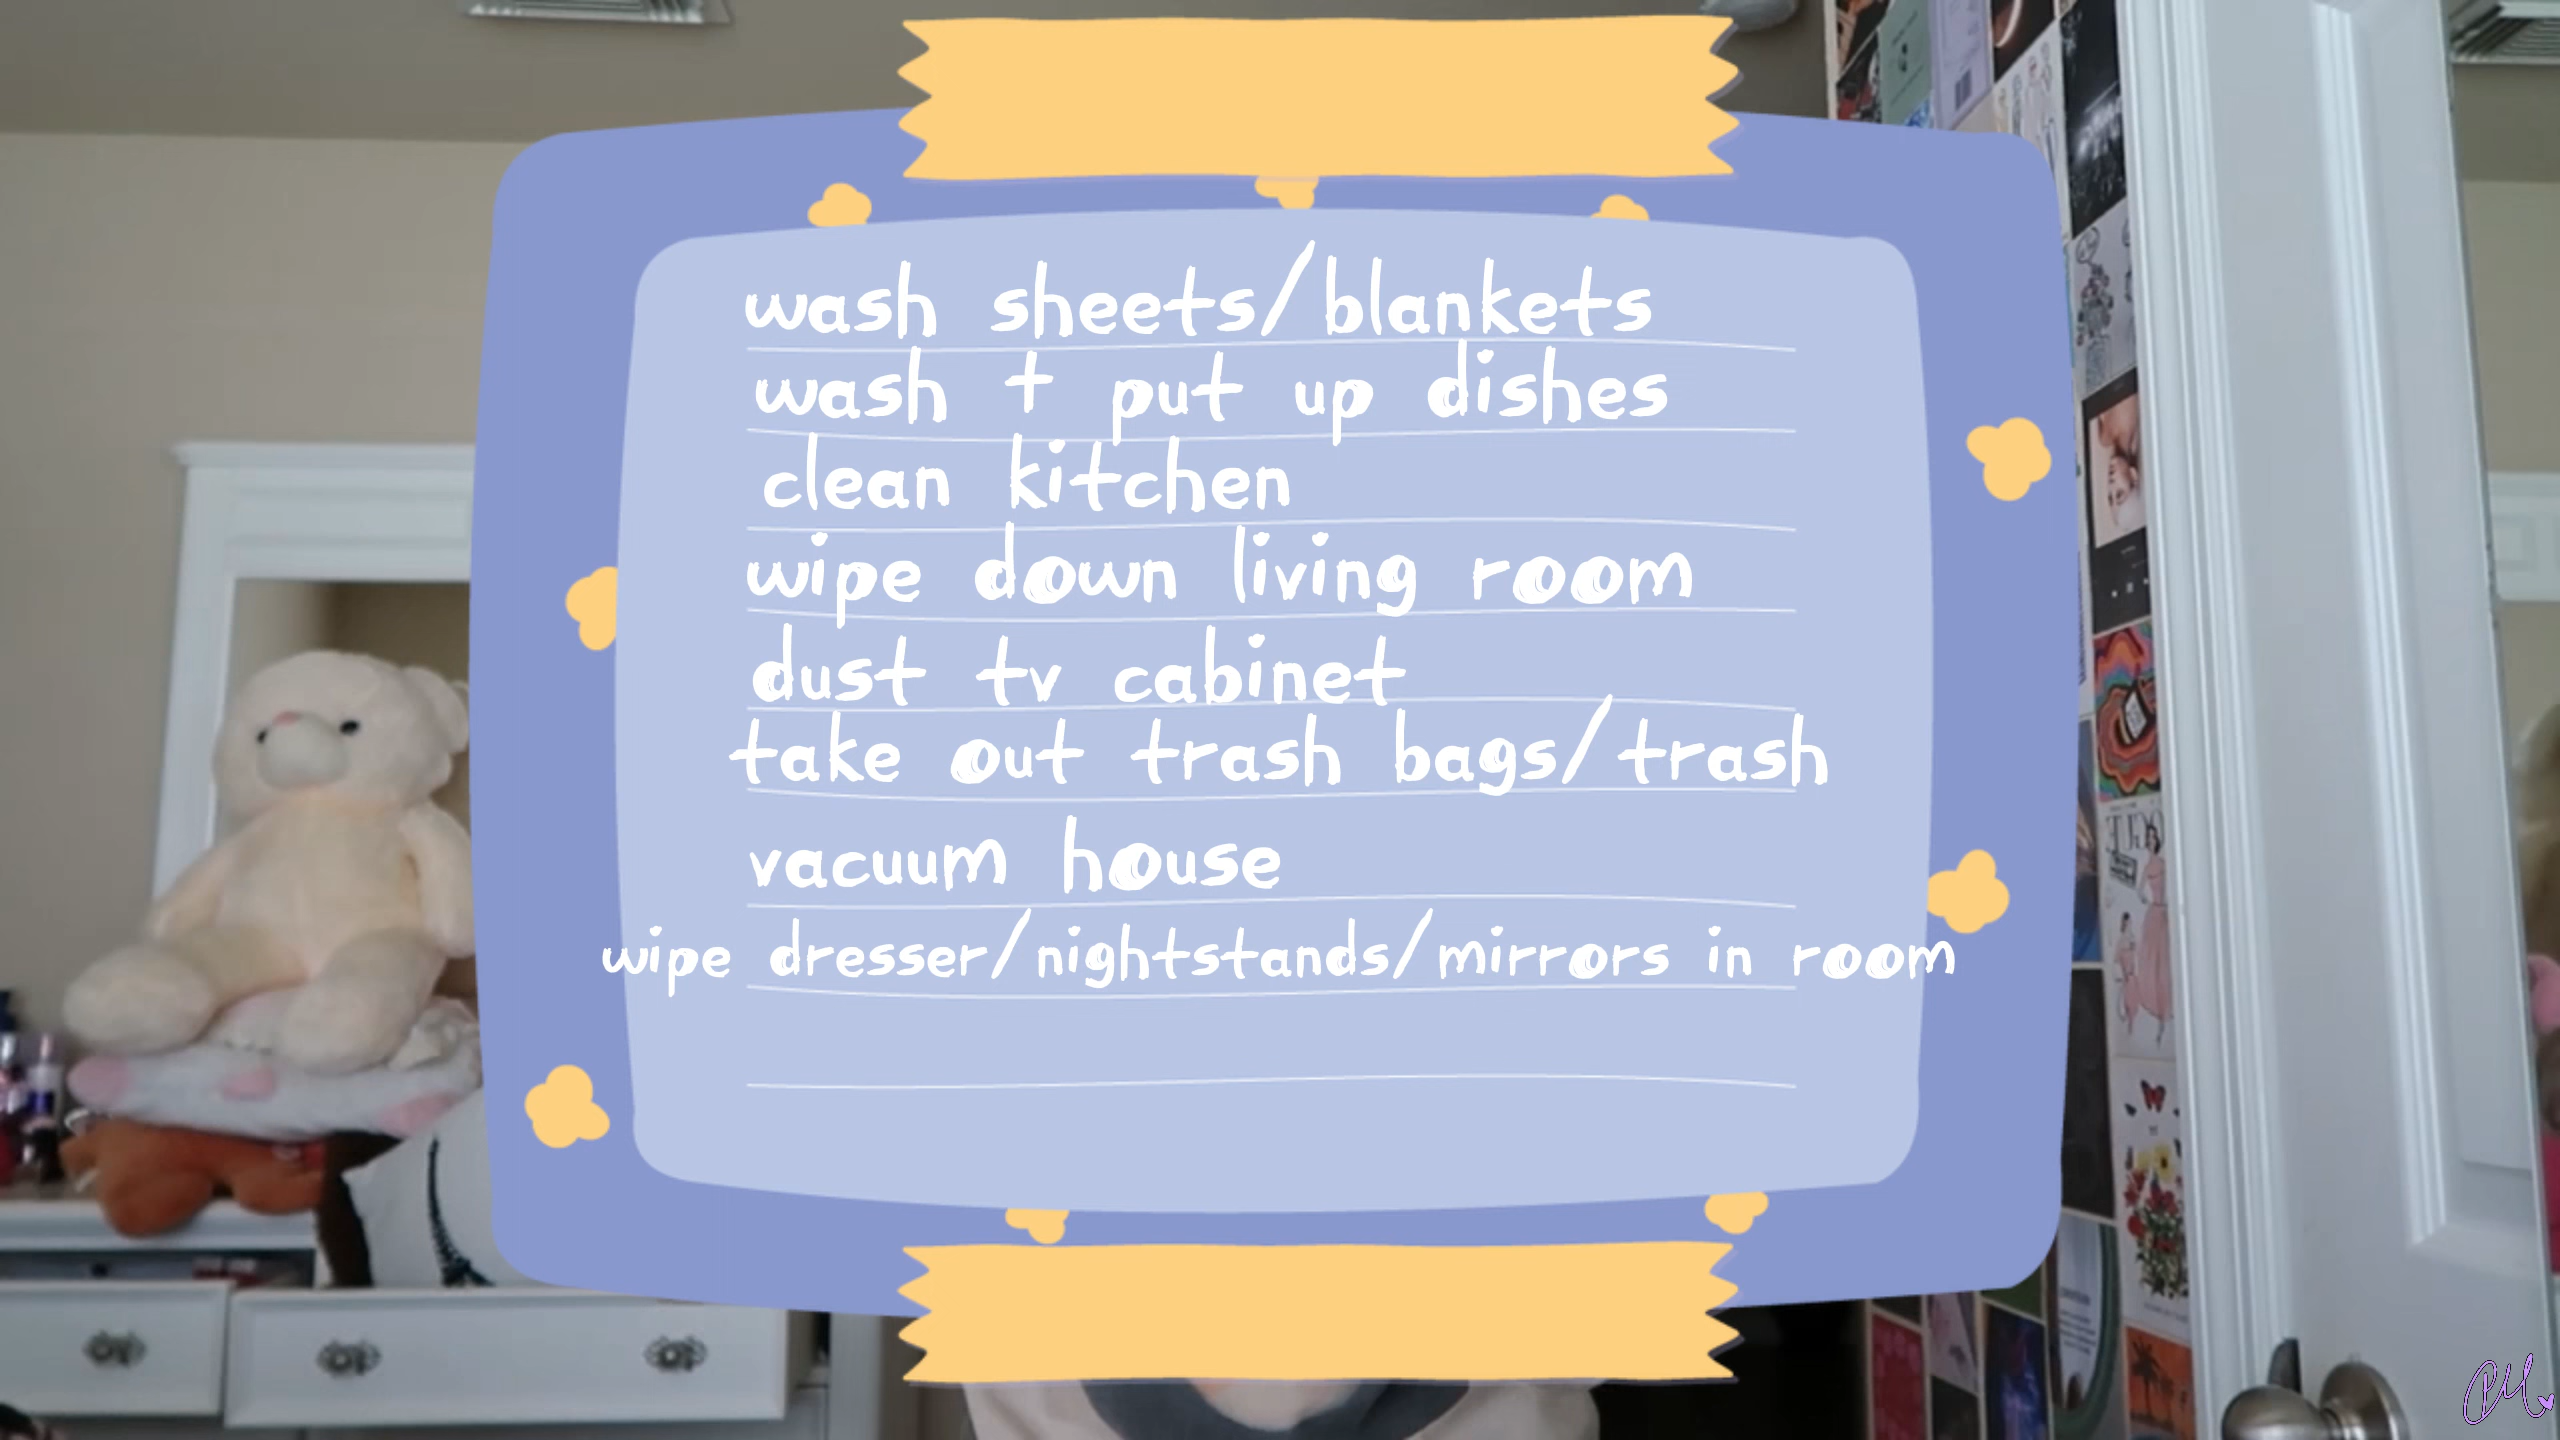 wash sheets/blankets
wash + put up dishes
clean kitchen
wipe down living room
dust tv cabinet
take out trash bags/trash
vacuum house
wipe dresser/nightstands/mirrors in room